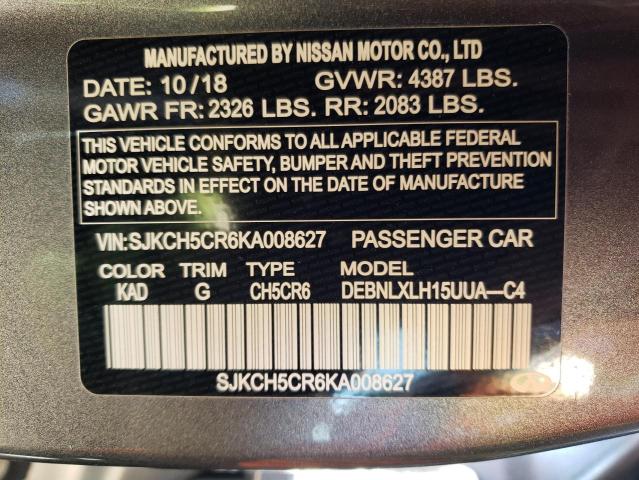 MANUFACTURED BY NISSAN MOTOR CO., LTD
DATE: 10/18 GVWR: 4387 LBS.
GAWR FR: 2326 LBS. RR: 2083 LBS.
THIS VEHICLE CONFORMS TO ALL APPLICABLE FEDERAL
MOTOR VEHICLE SAFETY, BUMPER AND THEFT PREVENTION
STANDARDS IN EFFECT ON THE DATE OF MANUFACTURE
SHOWN ABOVE.
VIN:SJKCH5CR6KA008627 PASSENGER CAR
COLOR TRIM TYPE MODEL
KAD G CH5CR6 DEBNLXLH15UUA—C4
SJKCH5CR6KA008627